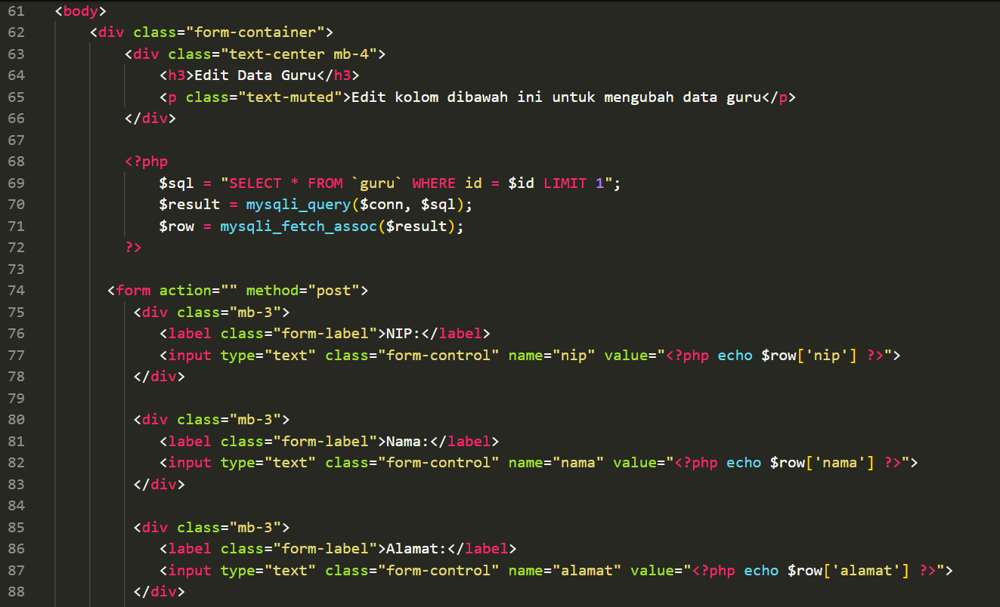 61 <body>
62 <div class="form-container">
63 <div class="text-center mb-4">
64 <h3>Edit Data Guru</h3>
65 <p class="text-muted">Edit kolom dibawah ini untuk mengubah data guru</p>
66 </div>
67
68 <?php
69 $sql = "SELECT * FROM `guru` WHERE id = $id LIMIT 1";
70 $result = mysqli_query($conn, $sql);
71 $row = mysqli_fetch_assoc($result);
72 ?>
73
74 <form action="" method="post">
75 <div class="mb-3">
76 <label class="form-label">NIP:</label>
77 <input type="text" class="form-control" name="nip" value="<?php echo $row['nip'] ?>">
78 </div>
79
80 <div class="mb-3">
81 <label class="form-label">Nama:</label>
82 <input type="text" class="form-control" name="nama" value="<?php echo $row['nama'] ?>">
83 </div>
84
85 <div class="mb-3">
86 <label class="form-label">Alamat:</label>
87 <input type="text" class="form-control" name="alamat" value="<?php echo $row['alamat'] ?>">
88 </div>